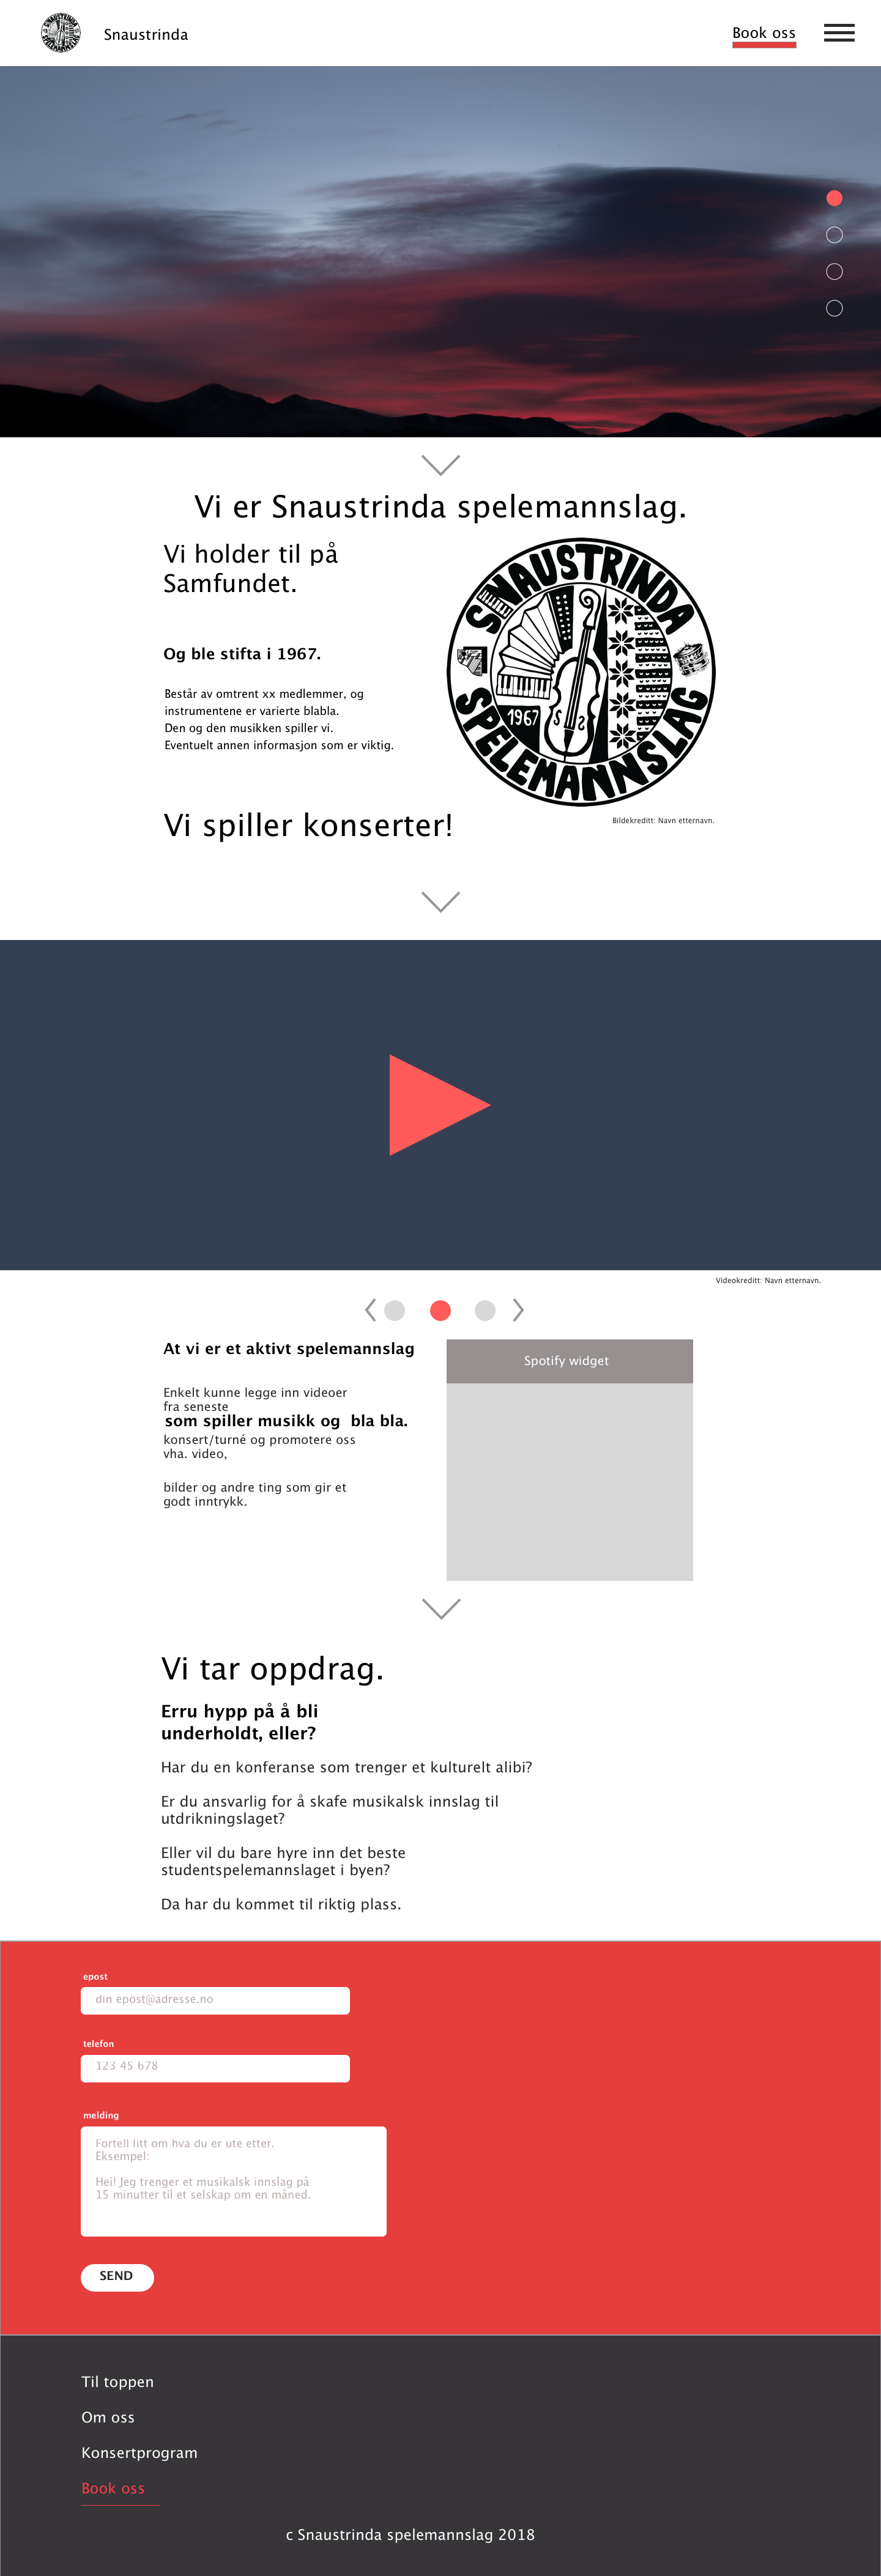 SNAUSTRINDA
SPELEMANNSLAG
Snaustrinda
Book oss
Vi er Snaustrinda spelemannslag.
Vi holder til på
Samfundet.
Og ble stifta i 1967.
Består av omtrent xx medlemmer, og
instrumentene er varierte blabla.
Den og den musikken spiller vi.
Eventuelt annen informasjon som er viktig.
SNAUSTRINDA
1967
SPELEMANNSLAG
Bildekreditt: Navn etternavn.
Vi spiller konserter!
Videokreditt: Navn etternavn.
At vi er et aktivt spelemannslag
Enkelt kunne legge inn videoer
fra seneste
som spiller musikk og  bla bla.
konsert/turné og promotere oss
vha. video,
bilder og andre ting som gir et
godt inntrykk.
Spotify widget
Vi tar oppdrag.
Erru hypp på å bli
underholdt, eller?
Har du en konferanse som trenger et kulturelt alibi?
Er du ansvarlig for å skafe musikalsk innslag til
utdrikningslaget?
Eller vil du bare hyre inn det beste
studentspelemannslaget i byen?
Da har du kommet til riktig plass.
epost
din epost@adresse.no
telefon
123 45 678
melding
Fortell litt om hva du er ute etter.
Eksempel:
Hei! Jeg trenger et musikalsk innslag på
15 minutter til et selskap om en måned.
SEND
Til toppen
Om oss
Konsertprogram
Book oss
c Snaustrinda spelemannslag 2018